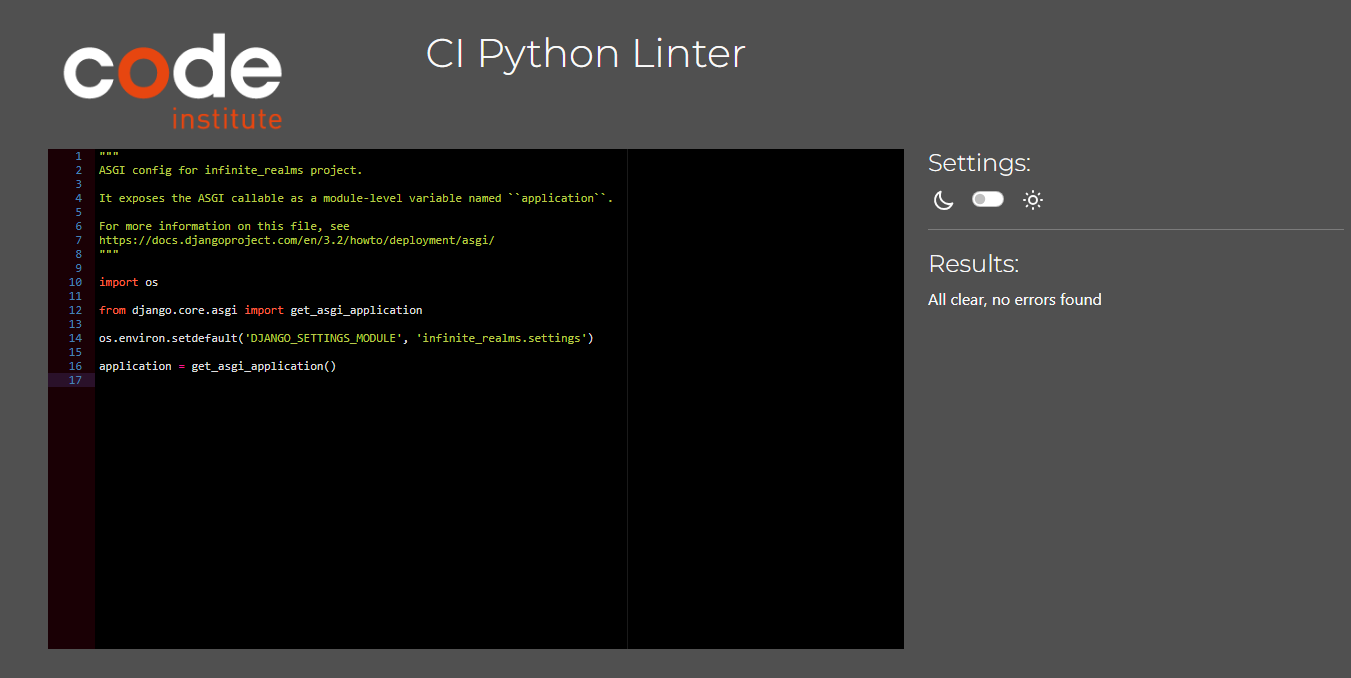 code
institute
CI Python Linter
1 """
2 ASGI config for infinite_realms project.
3
4 It exposes the ASGI callable as a module-level variable named ``application``.
5
6 For more information on this file, see
7 https://docs.djangoproject.com/en/3.2/howto/deployment/asgi/
8 """
9
10 import os
11
12 from django.core.asgi import get_asgi_application
13
14 os.environ.setdefault('DJANGO_SETTINGS_MODULE', 'infinite_realms.settings')
15
16 application = get_asgi_application()
17
Settings:
Results:
All clear, no errors found